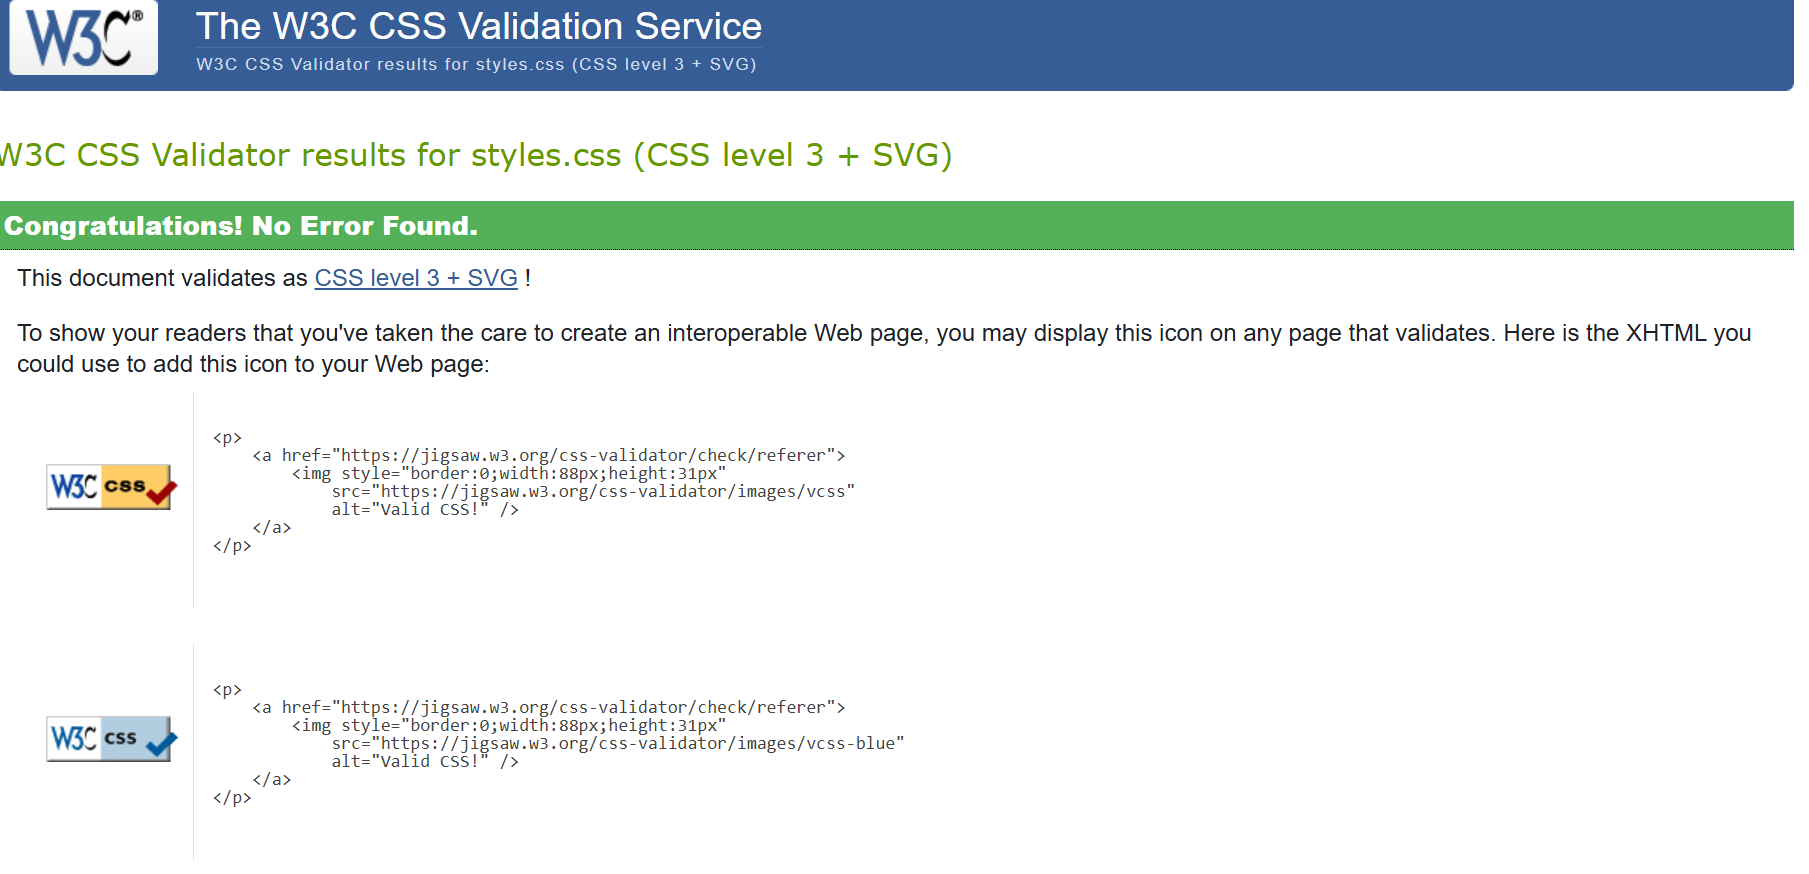 W3C®
The W3C CSS Validation Service
W3C CSS Validator results for styles.css (CSS level 3 + SVG)
W3C CSS Validator results for styles.css (CSS level 3 + SVG)
Congratulations! No Error Found.
This document validates as CSS level 3 + SVG !
To show your readers that you've taken the care to create an interoperable Web page, you may display this icon on any page that validates. Here is the XHTML you
could use to add this icon to your Web page:
W3C css
<p>
    <a href="https://jigsaw.w3.org/css-validator/check/referer">
        <img style="border:0;width:88px;height:31px"
            src="https://jigsaw.w3.org/css-validator/images/vcss"
            alt="Valid CSS!" />
    </a>
</p>
W3C css
<p>
    <a href="https://jigsaw.w3.org/css-validator/check/referer">
        <img style="border:0;width:88px;height:31px"
            src="https://jigsaw.w3.org/css-validator/images/vcss-blue"
            alt="Valid CSS!" />
    </a>
</p>